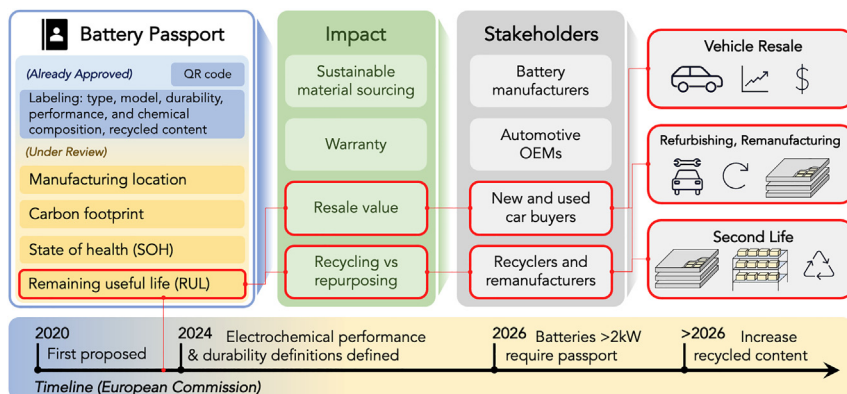 Battery Passport
(Already Approved)
QR code
Labeling: type, model, durability,
performance, and chemical
composition, recycled content
(Under Review)
Manufacturing location
Carbon footprint
State of health (SOH)
Remaining useful life (RUL)
Impact
Sustainable
material sourcing
Warranty
Resale value
Recycling vs
repurposing
Stakeholders
Battery
manufacturers
Automotive
OEMs
New and used
car buyers
Recyclers and
remanufacturers
Vehicle Resale
$
Refurbishing, Remanufacturing
Second Life
2020
First proposed
2024 Electrochemical performance
& durability definitions defined
2026 Batteries >2kW
require passport
>2026 Increase
recycled content
Timeline (European Commission)